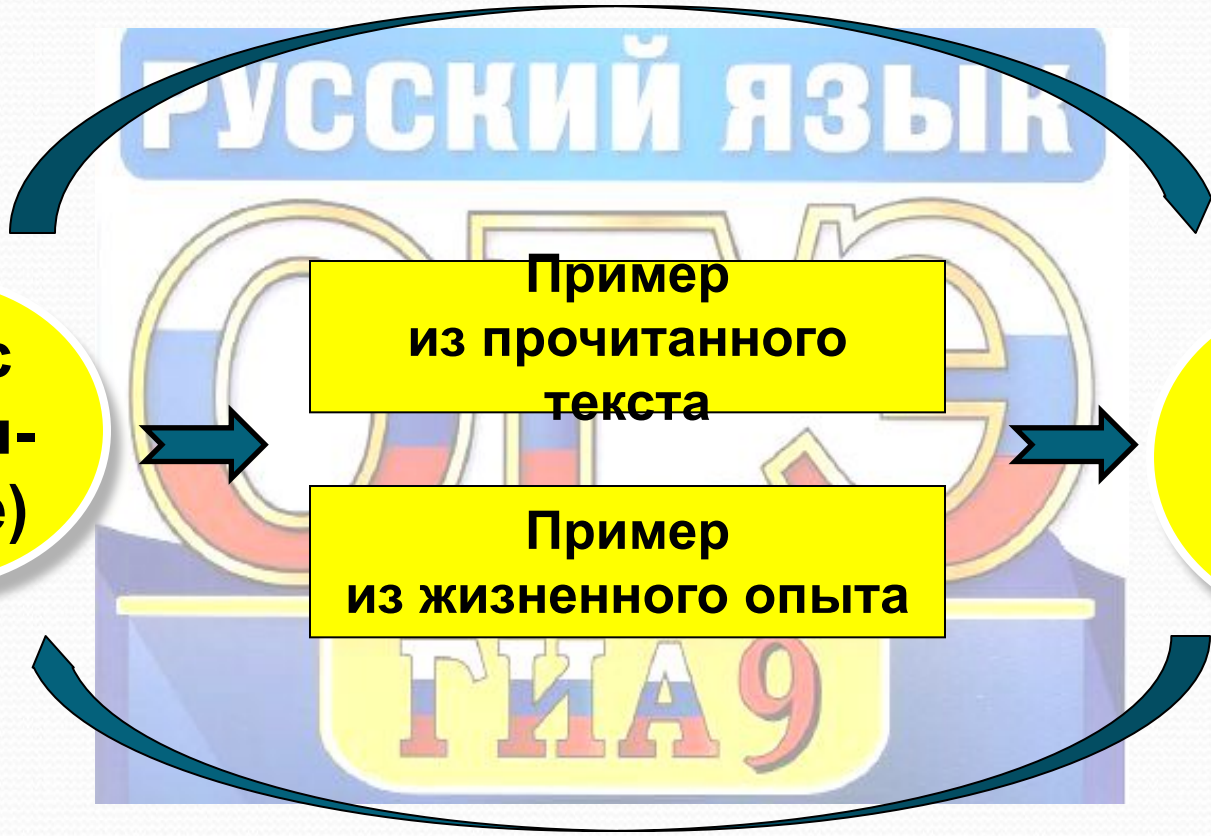 РУССКИЙ ЯЗЫК
ОГЭ
Пример
из прочитанного
текста
Пример
из жизненного опыта
ГИА 9